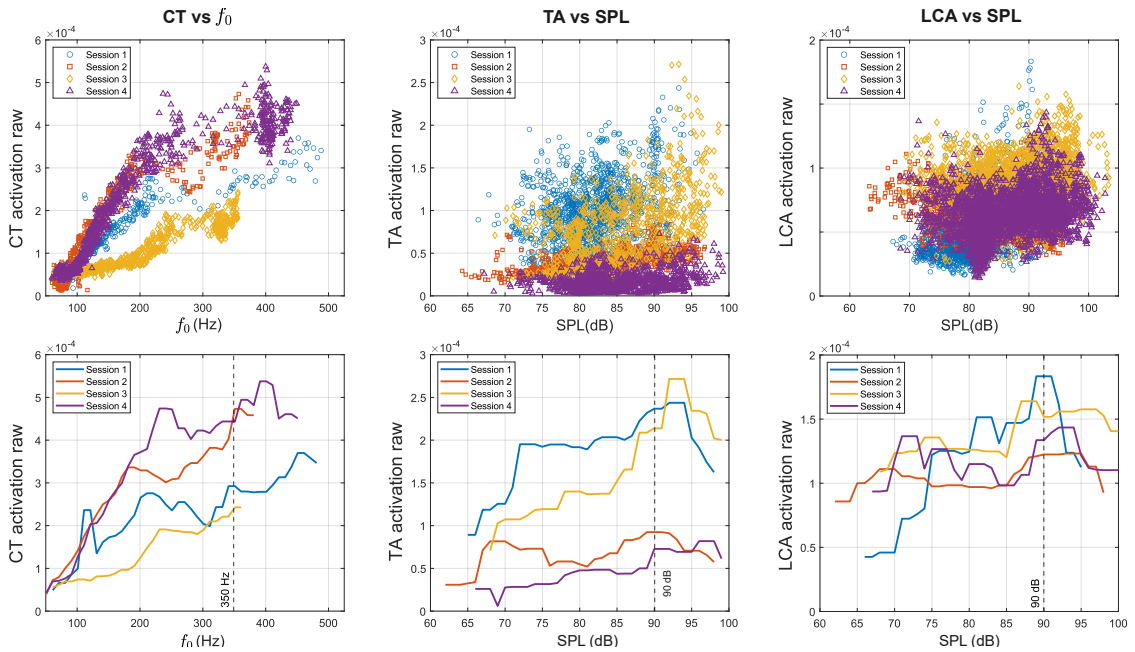 CT vs f₀
×10⁻⁴
6
5
4
3
2
1
0
CT activation raw
Session 1
Session 2
Session 3
Session 4
100
200
300
400
500
f₀ (Hz)
TA vs SPL
×10⁻⁴
3
2.5
2
1.5
1
0.5
0
TA activation raw
Session 1
Session 2
Session 3
Session 4
60
65
70
75
80
85
90
95
100
SPL(dB)
LCA vs SPL
×10⁻⁴
2
1.5
1
0.5
0
LCA activation raw
Session 1
Session 2
Session 3
Session 4
60
70
80
90
100
SPL(dB)
×10⁻⁴
6
5
4
3
2
1
0
CT activation raw
Session 1
Session 2
Session 3
Session 4
350 Hz
100
200
300
400
500
f₀(Hz)
×10⁻⁴
3
2.5
2
1.5
1
0.5
0
TA activation raw
Session 1
Session 2
Session 3
Session 4
90 dB
60
65
70
75
80
85
90
95
100
SPL (dB)
×10⁻⁴
2
1.5
1
0.5
0
LCA activation raw
Session 1
Session 2
Session 3
Session 4
90 dB
60
62
65
70
75
80
85
90
95
100
SPL (dB)